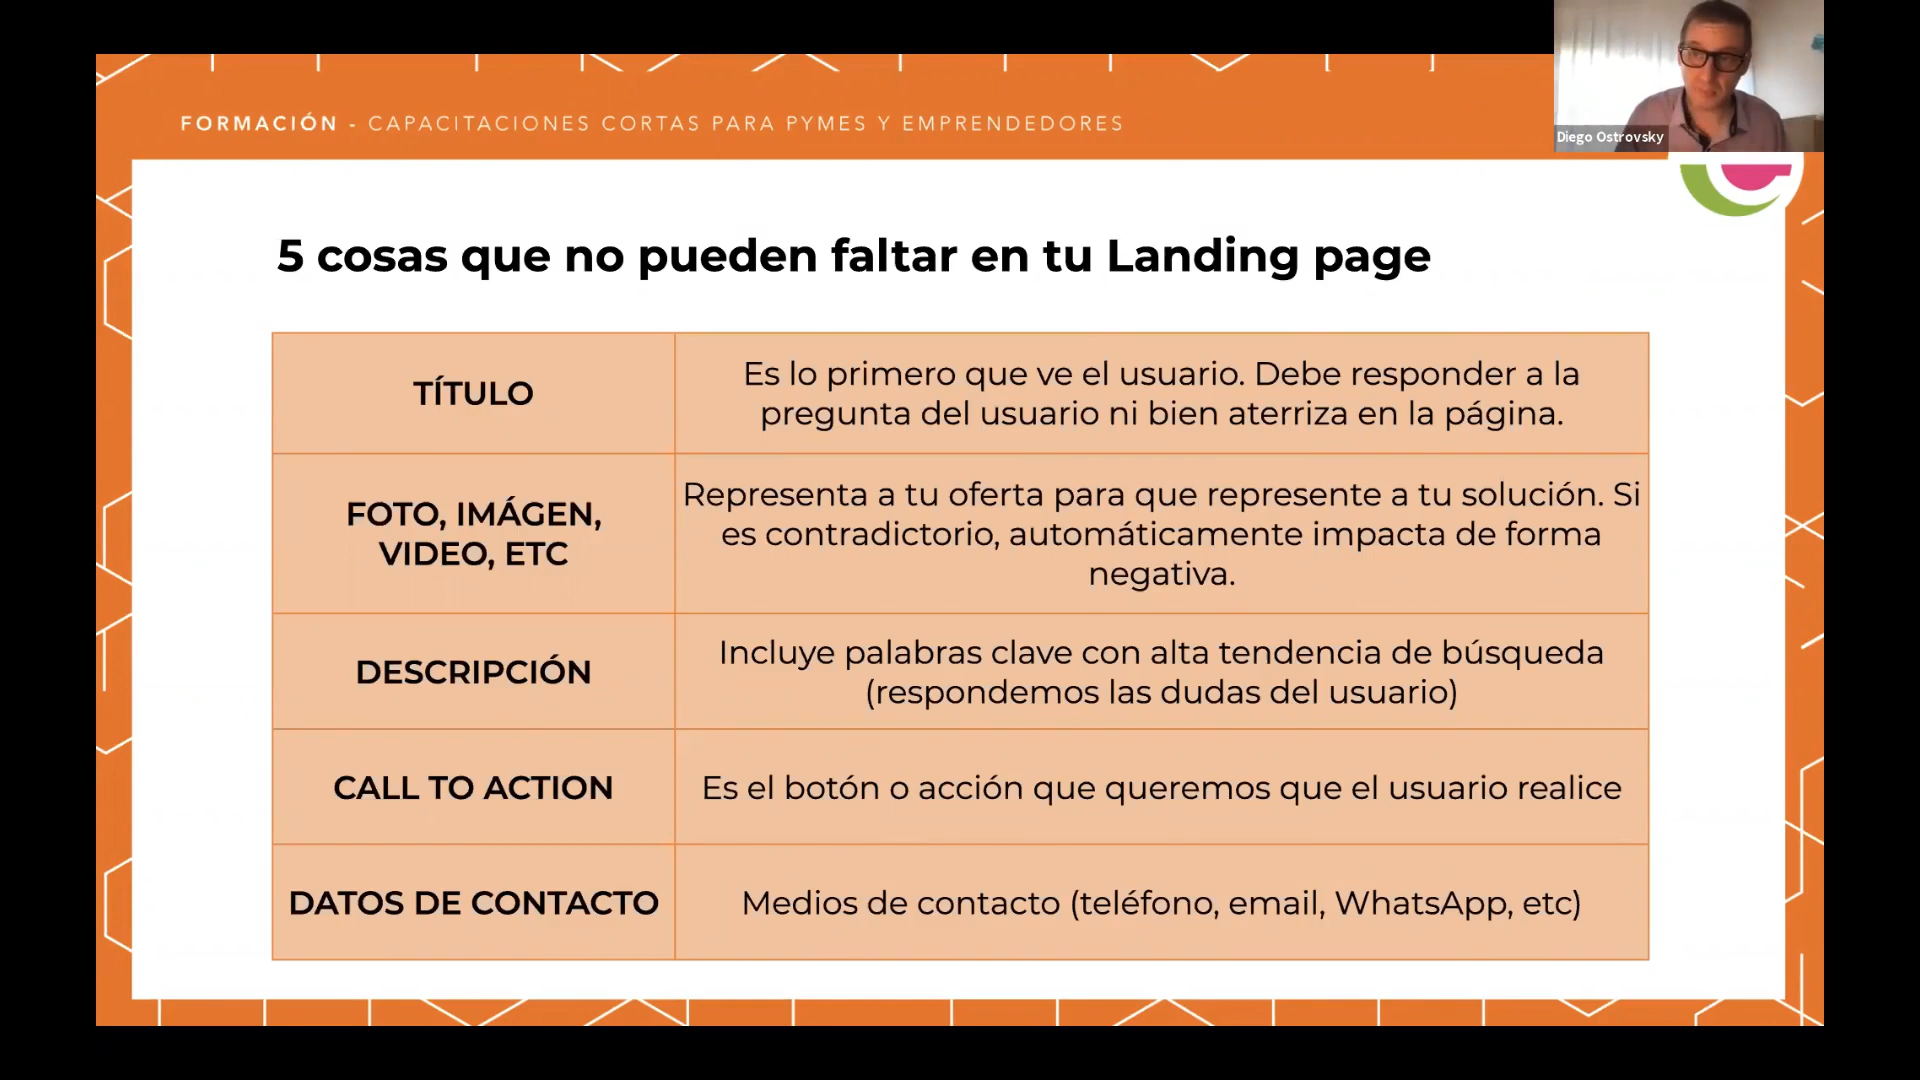 FORMACIÓN - CAPACITACIONES CORTAS PARA PYMES Y EMPRENDEDORES
Diego Ostrovsky
5 cosas que no pueden faltar en tu Landing page
TÍTULO
Es lo primero que ve el usuario. Debe responder a la
pregunta del usuario ni bien aterriza en la página.
FOTO, IMÁGEN,
VIDEO, ETC
Representa a tu oferta para que represente a tu solución. Si
es contradictorio, automáticamente impacta de forma
negativa.
DESCRIPCIÓN
Incluye palabras clave con alta tendencia de búsqueda
(respondemos las dudas del usuario)
CALL TO ACTION
Es el botón o acción que queremos que el usuario realice
DATOS DE CONTACTO
Medios de contacto (teléfono, email, WhatsApp, etc)